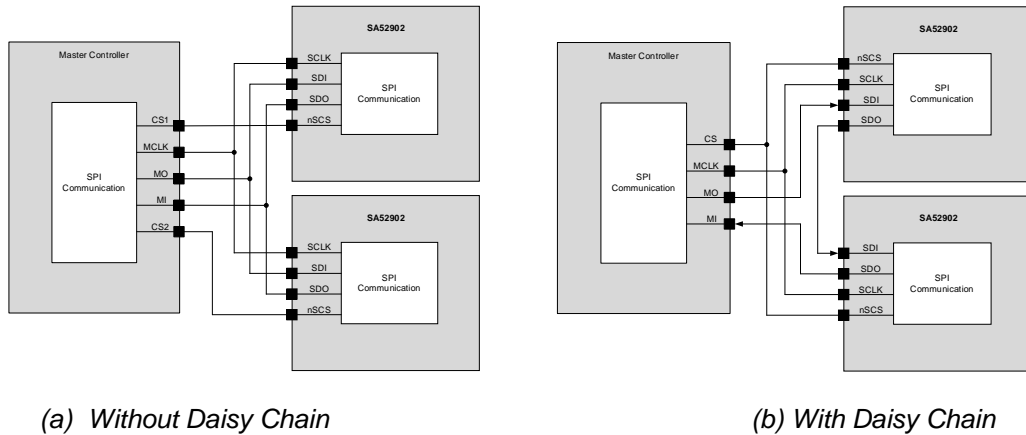 SA52902
Master Controller
SCLK
SDI
SDO
nSCS
SPI
Communication
SPI
Communication
CS1
MCLK
MO
MI
CS2
SA52902
SCLK
SDI
SDO
nSCS
SPI
Communication
(a) Without Daisy Chain
SA52902
Master Controller
nSCS
SCLK
SDI
SDO
SPI
Communication
SPI
Communication
CS
MCLK
MO
MI
SA52902
SDI
SDO
SCLK
nSCS
SPI
Communication
(b) With Daisy Chain